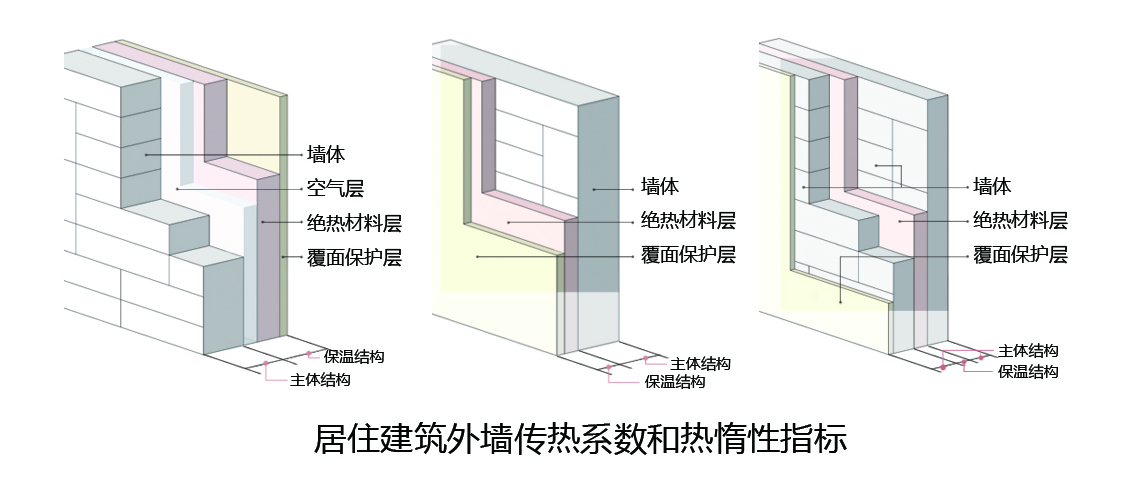 墙体
空气层
绝热材料层
覆面保护层
保温结构
主体结构
墙体
绝热材料层
覆面保护层
主体结构
保温结构
墙体
绝热材料层
覆面保护层
主体结构
保温结构
居住建筑外墙传热系数和热惰性指标